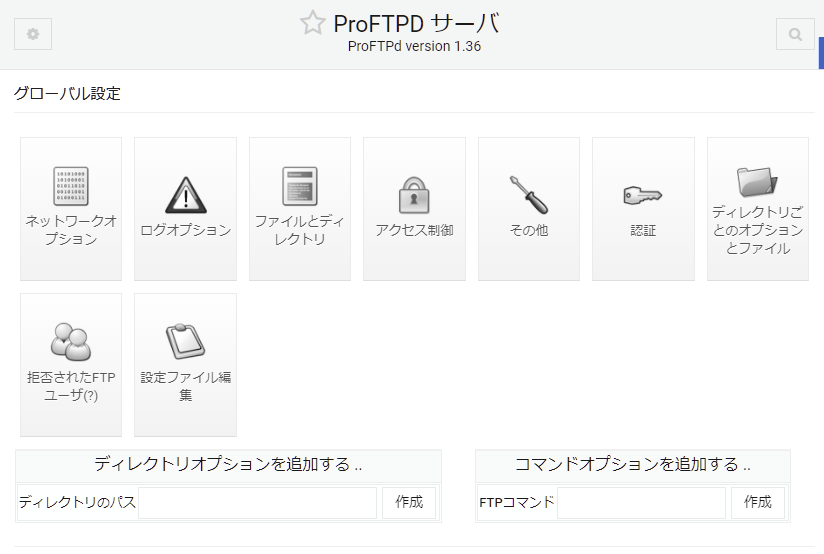 ProFTPD サーバ
ProFTPd version 1.36
グローバル設定
10101005
10100001
01011010
00101001
01000111
ネットワークオ
プション
ログオプション
ファイルとディ
レクトリ
アクセス制御
その他
認証
ディレクトリご
とのオプション
とファイル
拒否されたFTP
ユーザ(?)
設定ファイル編
集
ディレクトリオプションを追加する ..
ディレクトリのパス
作成
コマンドオプションを追加する ..
FTPコマンド
作成